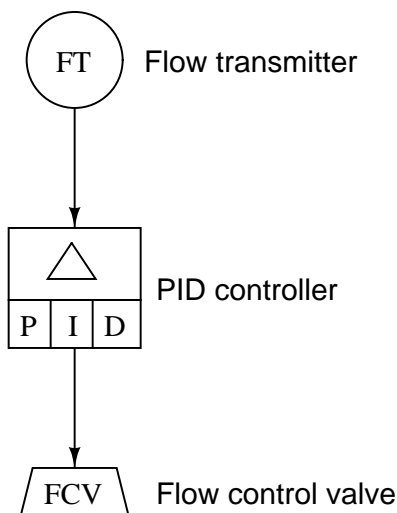 FT Flow transmitter
PID controller
P I D
FCV Flow control valve